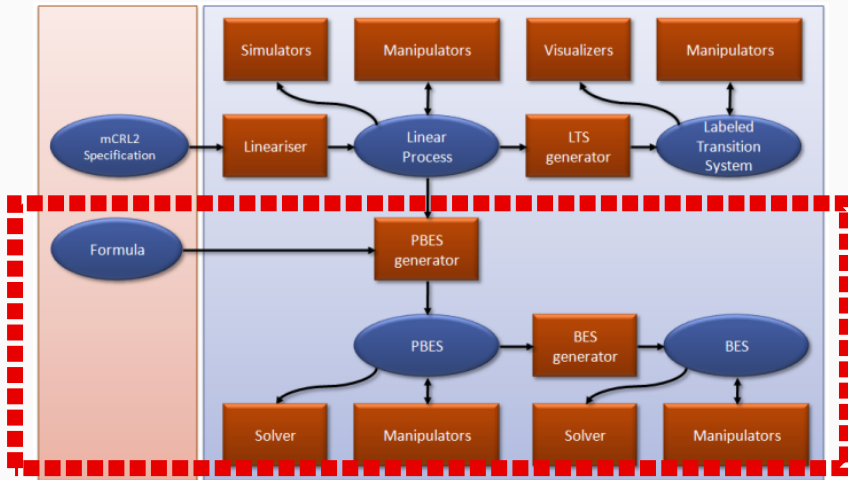 Simulators
Manipulators
Visualizers
Manipulators
mCRL2
Specification
Lineariser
Linear
Process
LTS
generator
Labeled
Transition
System
Formula
PBES
generator
PBES
BES
generator
BES
Solver
Manipulators
Solver
Manipulators